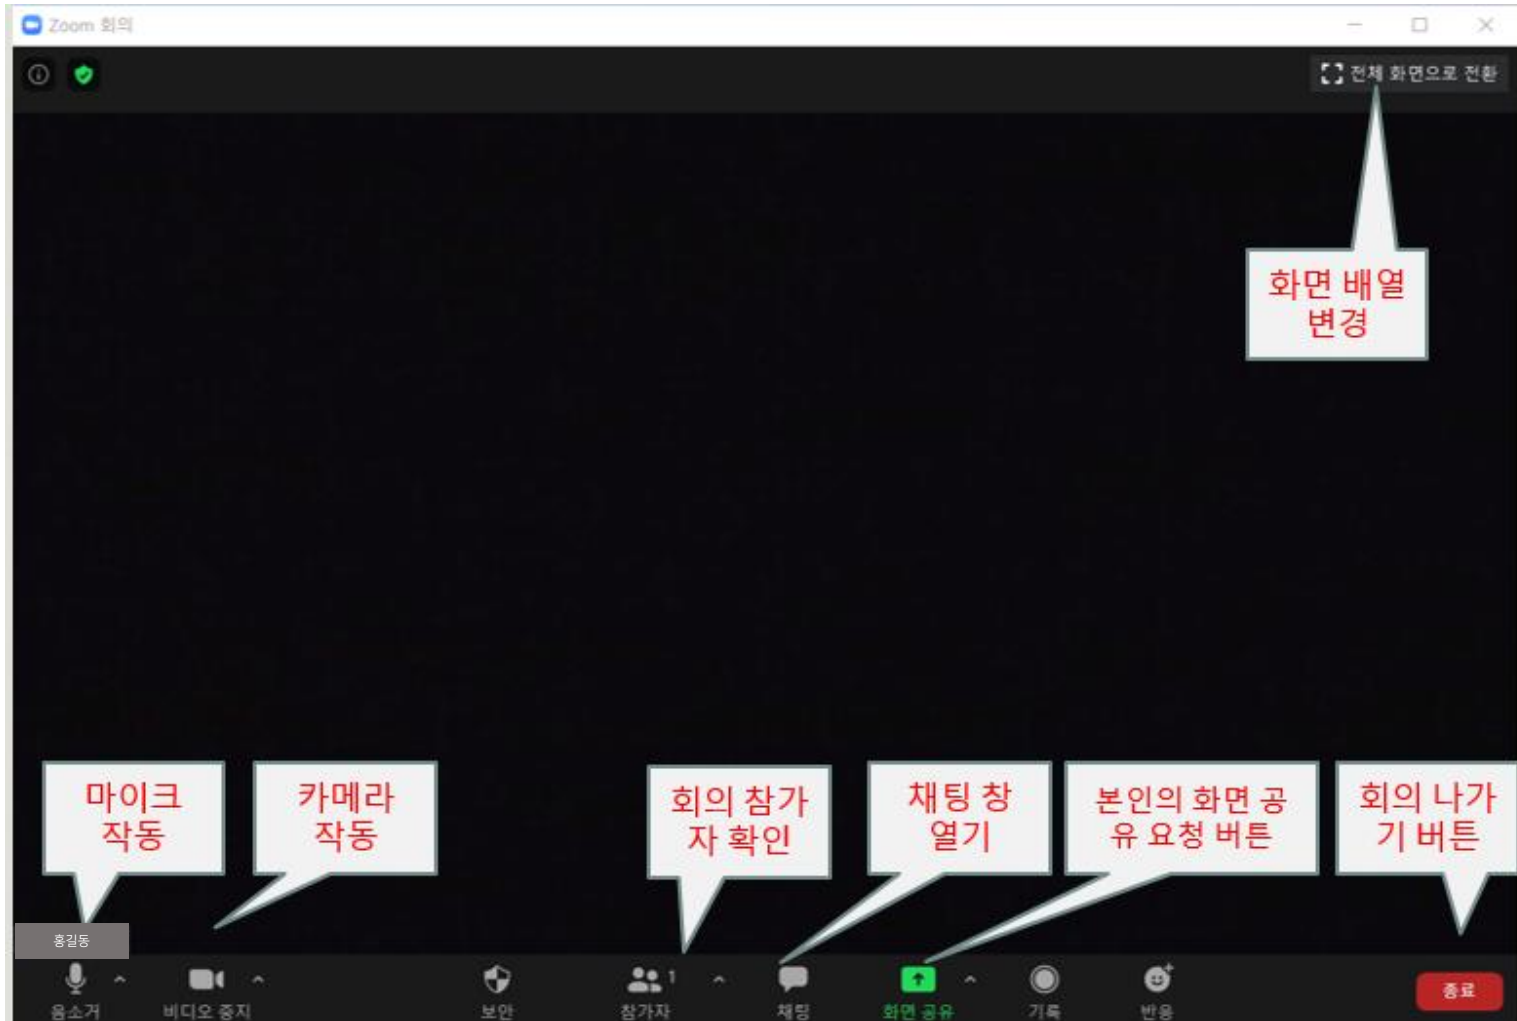 Zoom 회의
전체 화면으로 전환
화면 배열
변경
마이크
작동
카메라
작동
회의 참가
자 확인
채팅 창
열기
본인의 화면 공
유 요청 버튼
회의 나가
기 버튼
홍길동
1
음소거
비디오 중지
보안
참가자
채팅
화면 공유
기록
반응
종료